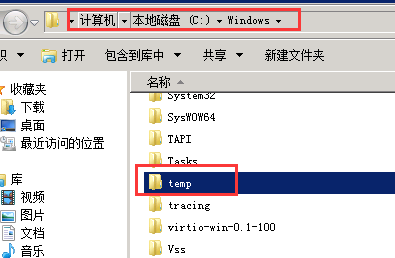 计算机 本地磁盘 (C:) Windows
织 打开 包含到库中 共享 新建文件夹
收藏夹
下载
桌面
最近访问的位置
库
视频
图片
文档
音乐
名称
System32
SysWOW64
TAPI
Tasks
temp
tracing
virtio-win-0.1-100
Vss